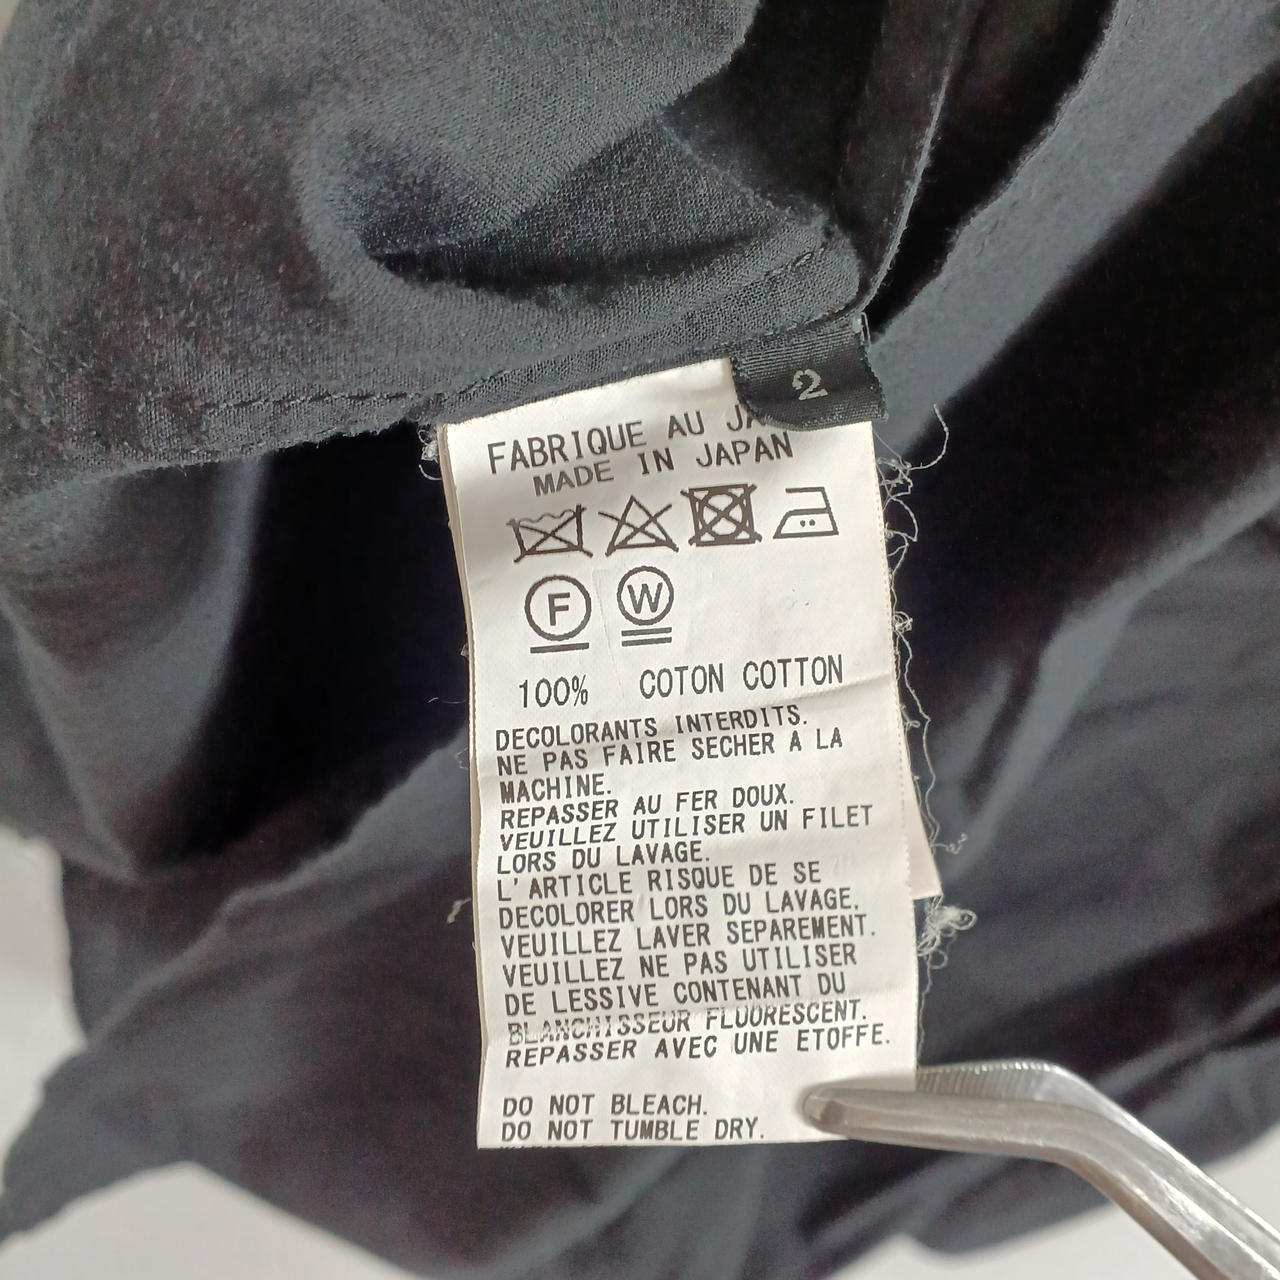 2
FABRIQUE AU
MADE IN JAPAN
F W
100% COTON COTTON
DECOLORANTS INTERDITS.
NE PAS FAIRE SECHER A LA
MACHINE.
REPASSER AU FER DOUX.
VEUILLEZ UTILISER UN FILET
LORS DU LAVAGE.
L'ARTICLE RISQUE DE SE
DECOLORER LORS DU LAVAGE.
VEUILLEZ LAVER SEPAREMENT.
VEUILLEZ NE PAS UTILISER
DE LESSIVE CONTENANT DU
BLANCHISSEUR FLUORESCENT.
REPASSER AVEC UNE ETOFFE.
DO NOT BLEACH.
DO NOT TUMBLE DRY.